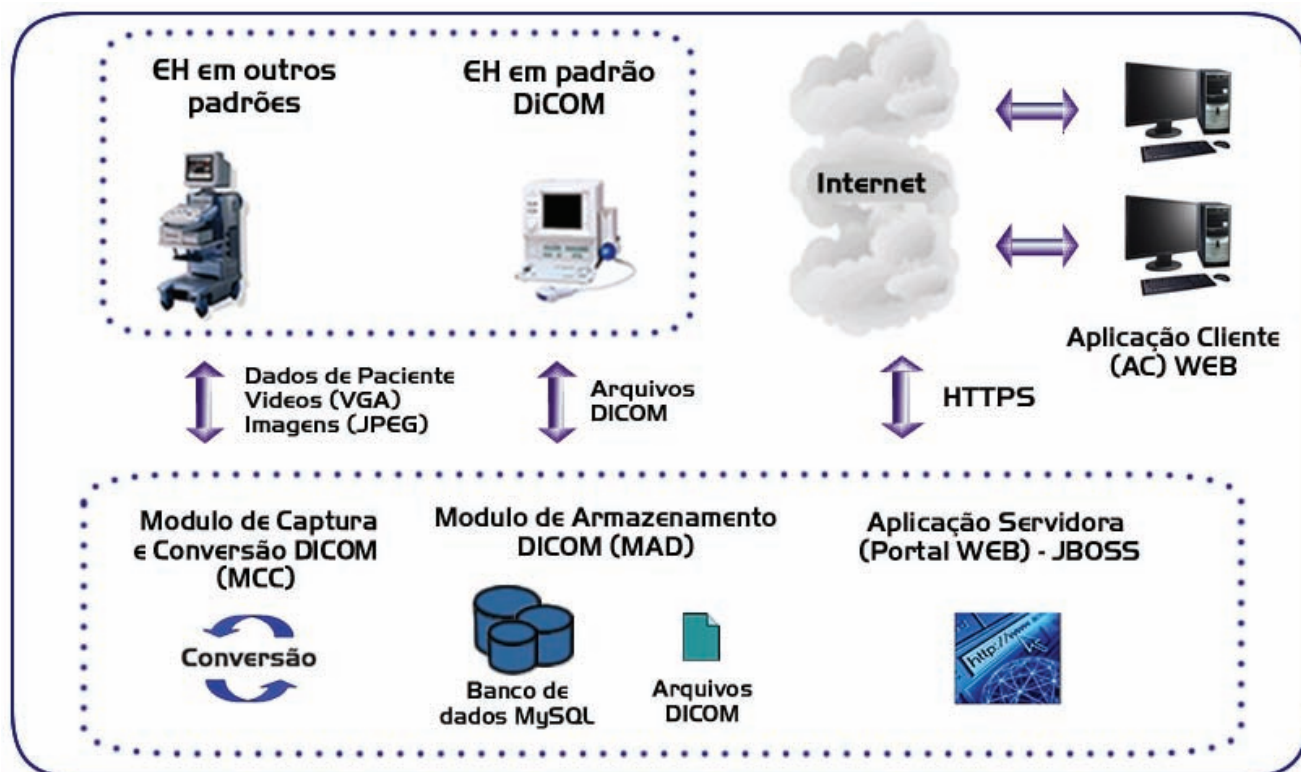 EH em outros
padrões
EH em padrão
DiCOM
Internet
Aplicação Cliente
(AC) WEB
Dados de Paciente
Videos (VGA)
Imagens (JPEG)
Arquivos
DICOM
HTTPS
Modulo de Captura
e Conversão DICOM
(MCC)
Conversão
Modulo de Armazenamento
DICOM (MAD)
Banco de
dados MySQL
Arquivos
DICOM
Aplicação Servidora
(Portal WEB) - JBOSS
http://www